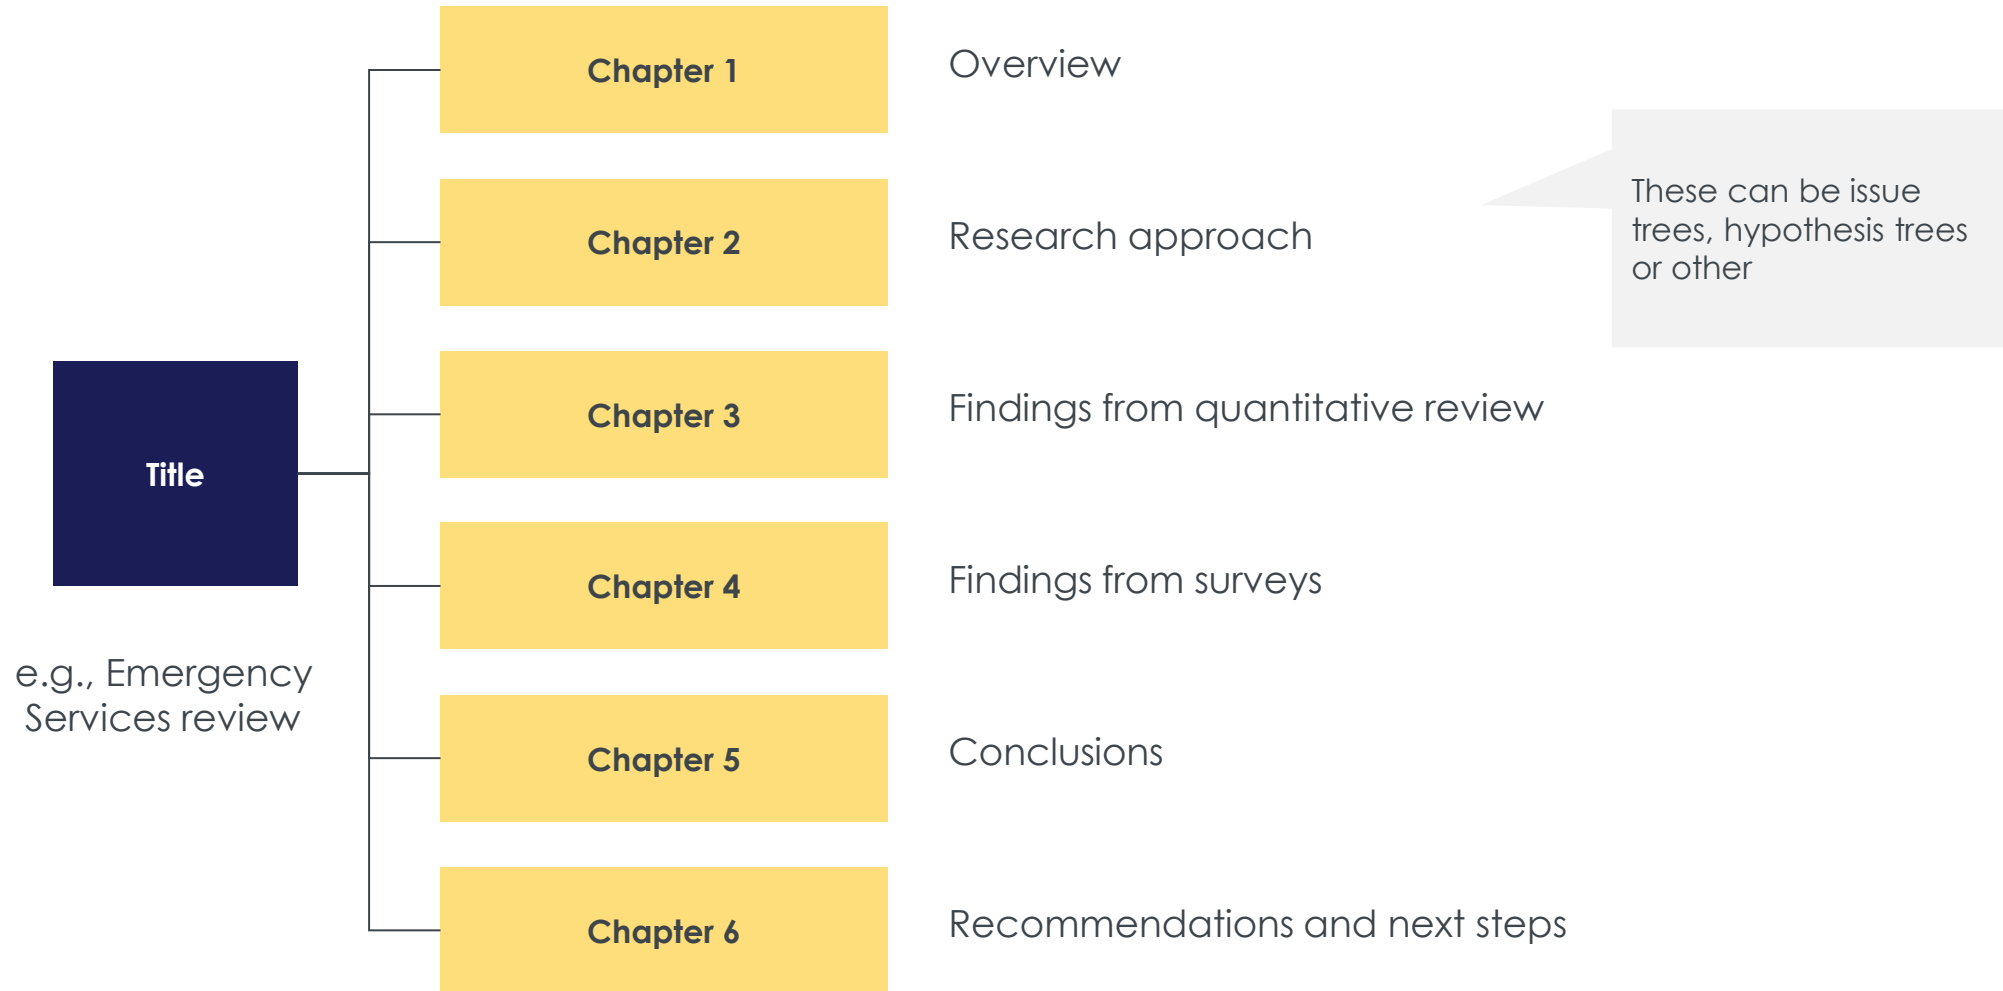 Chapter 1
Overview
These can be issue
trees, hypothesis trees
or other
Chapter 2
Research approach
Chapter 3
Findings from quantitative review
Title
e.g., Emergency
Services review
Chapter 4
Findings from surveys
Chapter 5
Conclusions
Chapter 6
Recommendations and next steps